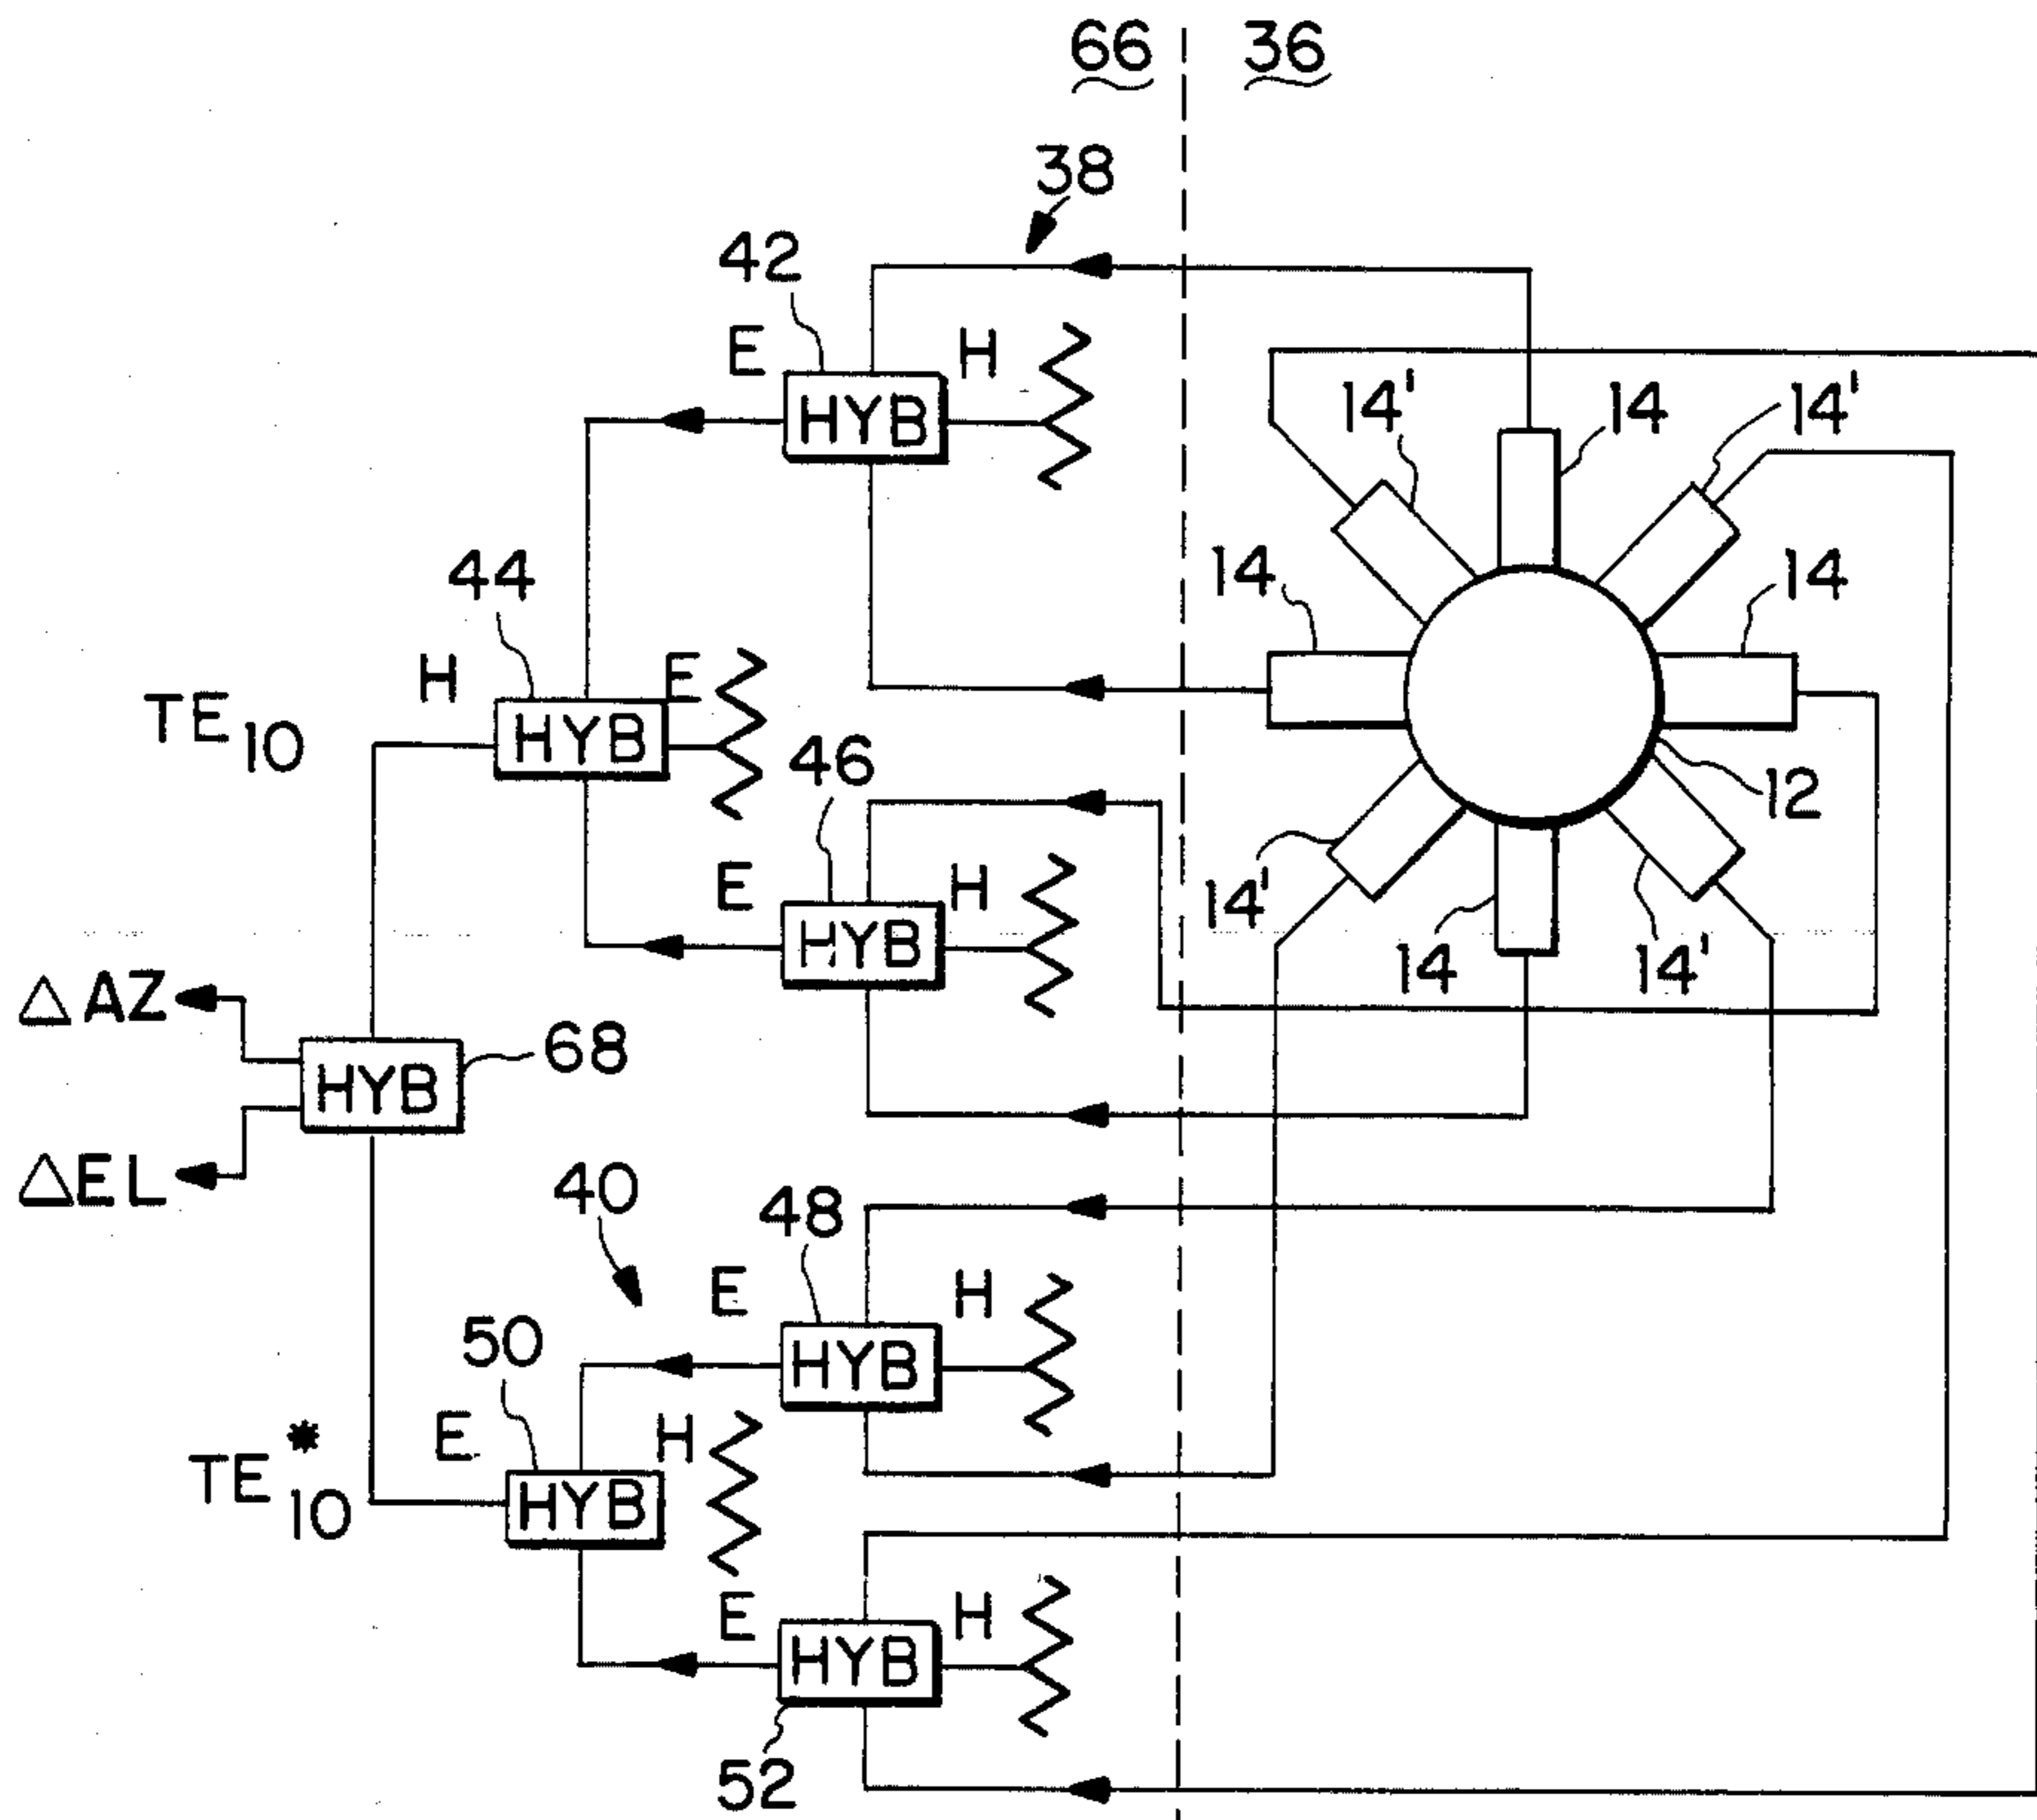 66 36
38
42
E H
HYB
14' 14 14'
44
14 14
H E
TE10
HYB
46
12
E H
14'
HYB
14 14'
ΔAZ
68
HYB
ΔEL
40
48
E H
50
HYB
E H
TE*10
HYB
E H
HYB
52